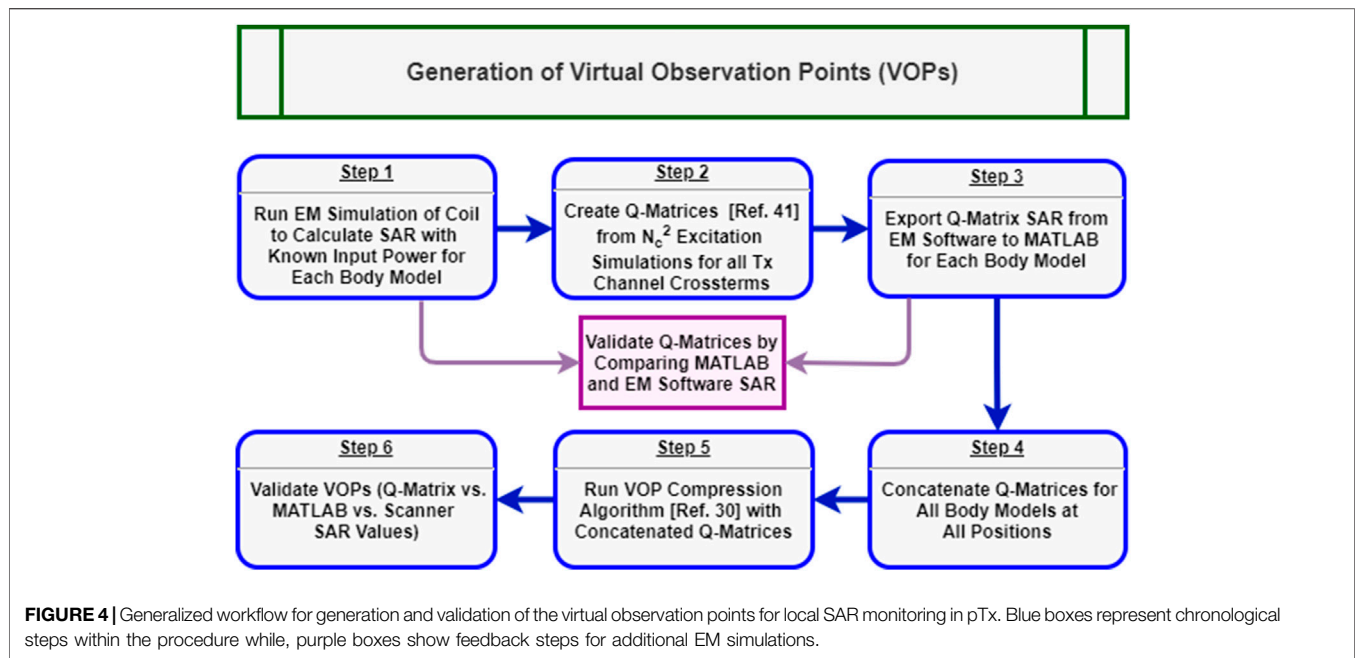 Generation of Virtual Observation Points (VOPs)
Step 1
Run EM Simulation of Coil
to Calculate SAR with
Known Input Power for
Each Body Model
Step 2
Create Q-Matrices [Ref. 41]
from N_c^2 Excitation
Simulations for all Tx
Channel Crossterms
Step 3
Export Q-Matrix SAR from
EM Software to MATLAB
for Each Body Model
Validate Q-Matrices by
Comparing MATLAB
and EM Software SAR
Step 4
Concatenate Q-Matrices for
All Body Models at
All Positions
Step 5
Run VOP Compression
Algorithm [Ref. 30] with
Concatenated Q-Matrices
Step 6
Validate VOPs (Q-Matrix vs.
MATLAB vs. Scanner
SAR Values)
FIGURE 4 | Generalized workflow for generation and validation of the virtual observation points for local SAR monitoring in pTx. Blue boxes represent chronological
steps within the procedure while, purple boxes show feedback steps for additional EM simulations.